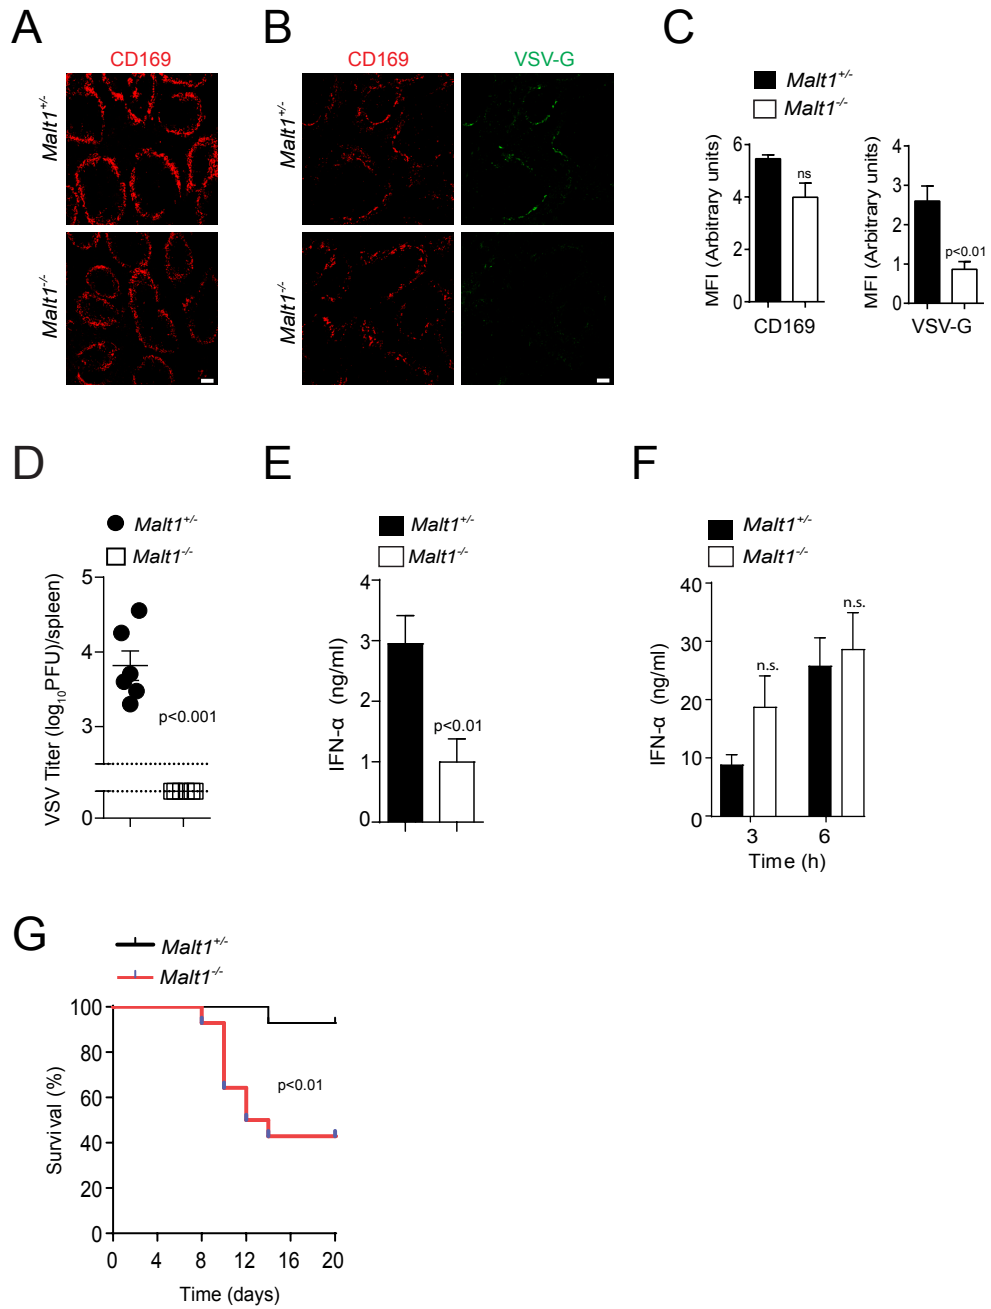 A
CD169
Malt1+/-
Malt1-/-
B
CD169
VSV-G
Malt1+/-
Malt1-/-
C
Malt1+/-
Malt1-/-
MFI (Arbitrary units)
6
4
2
0
ns
CD169
MFI (Arbitrary units)
4
3
2
1
0
p<0.01
VSV-G
D
Malt1+/-
Malt1-/-
VSV Titer (log10PFU)/spleen
5
4
3
0
p<0.001
E
Malt1+/-
Malt1-/-
IFN-α (ng/ml)
4
3
2
1
0
p<0.01
F
Malt1+/-
Malt1-/-
IFN-α (ng/ml)
40
30
20
10
0
n.s.
n.s.
3 6
Time (h)
G
Malt1+/-
Malt1-/-
Survival (%)
100
80
60
40
20
0
p<0.01
0 4 8 12 16 20
Time (days)